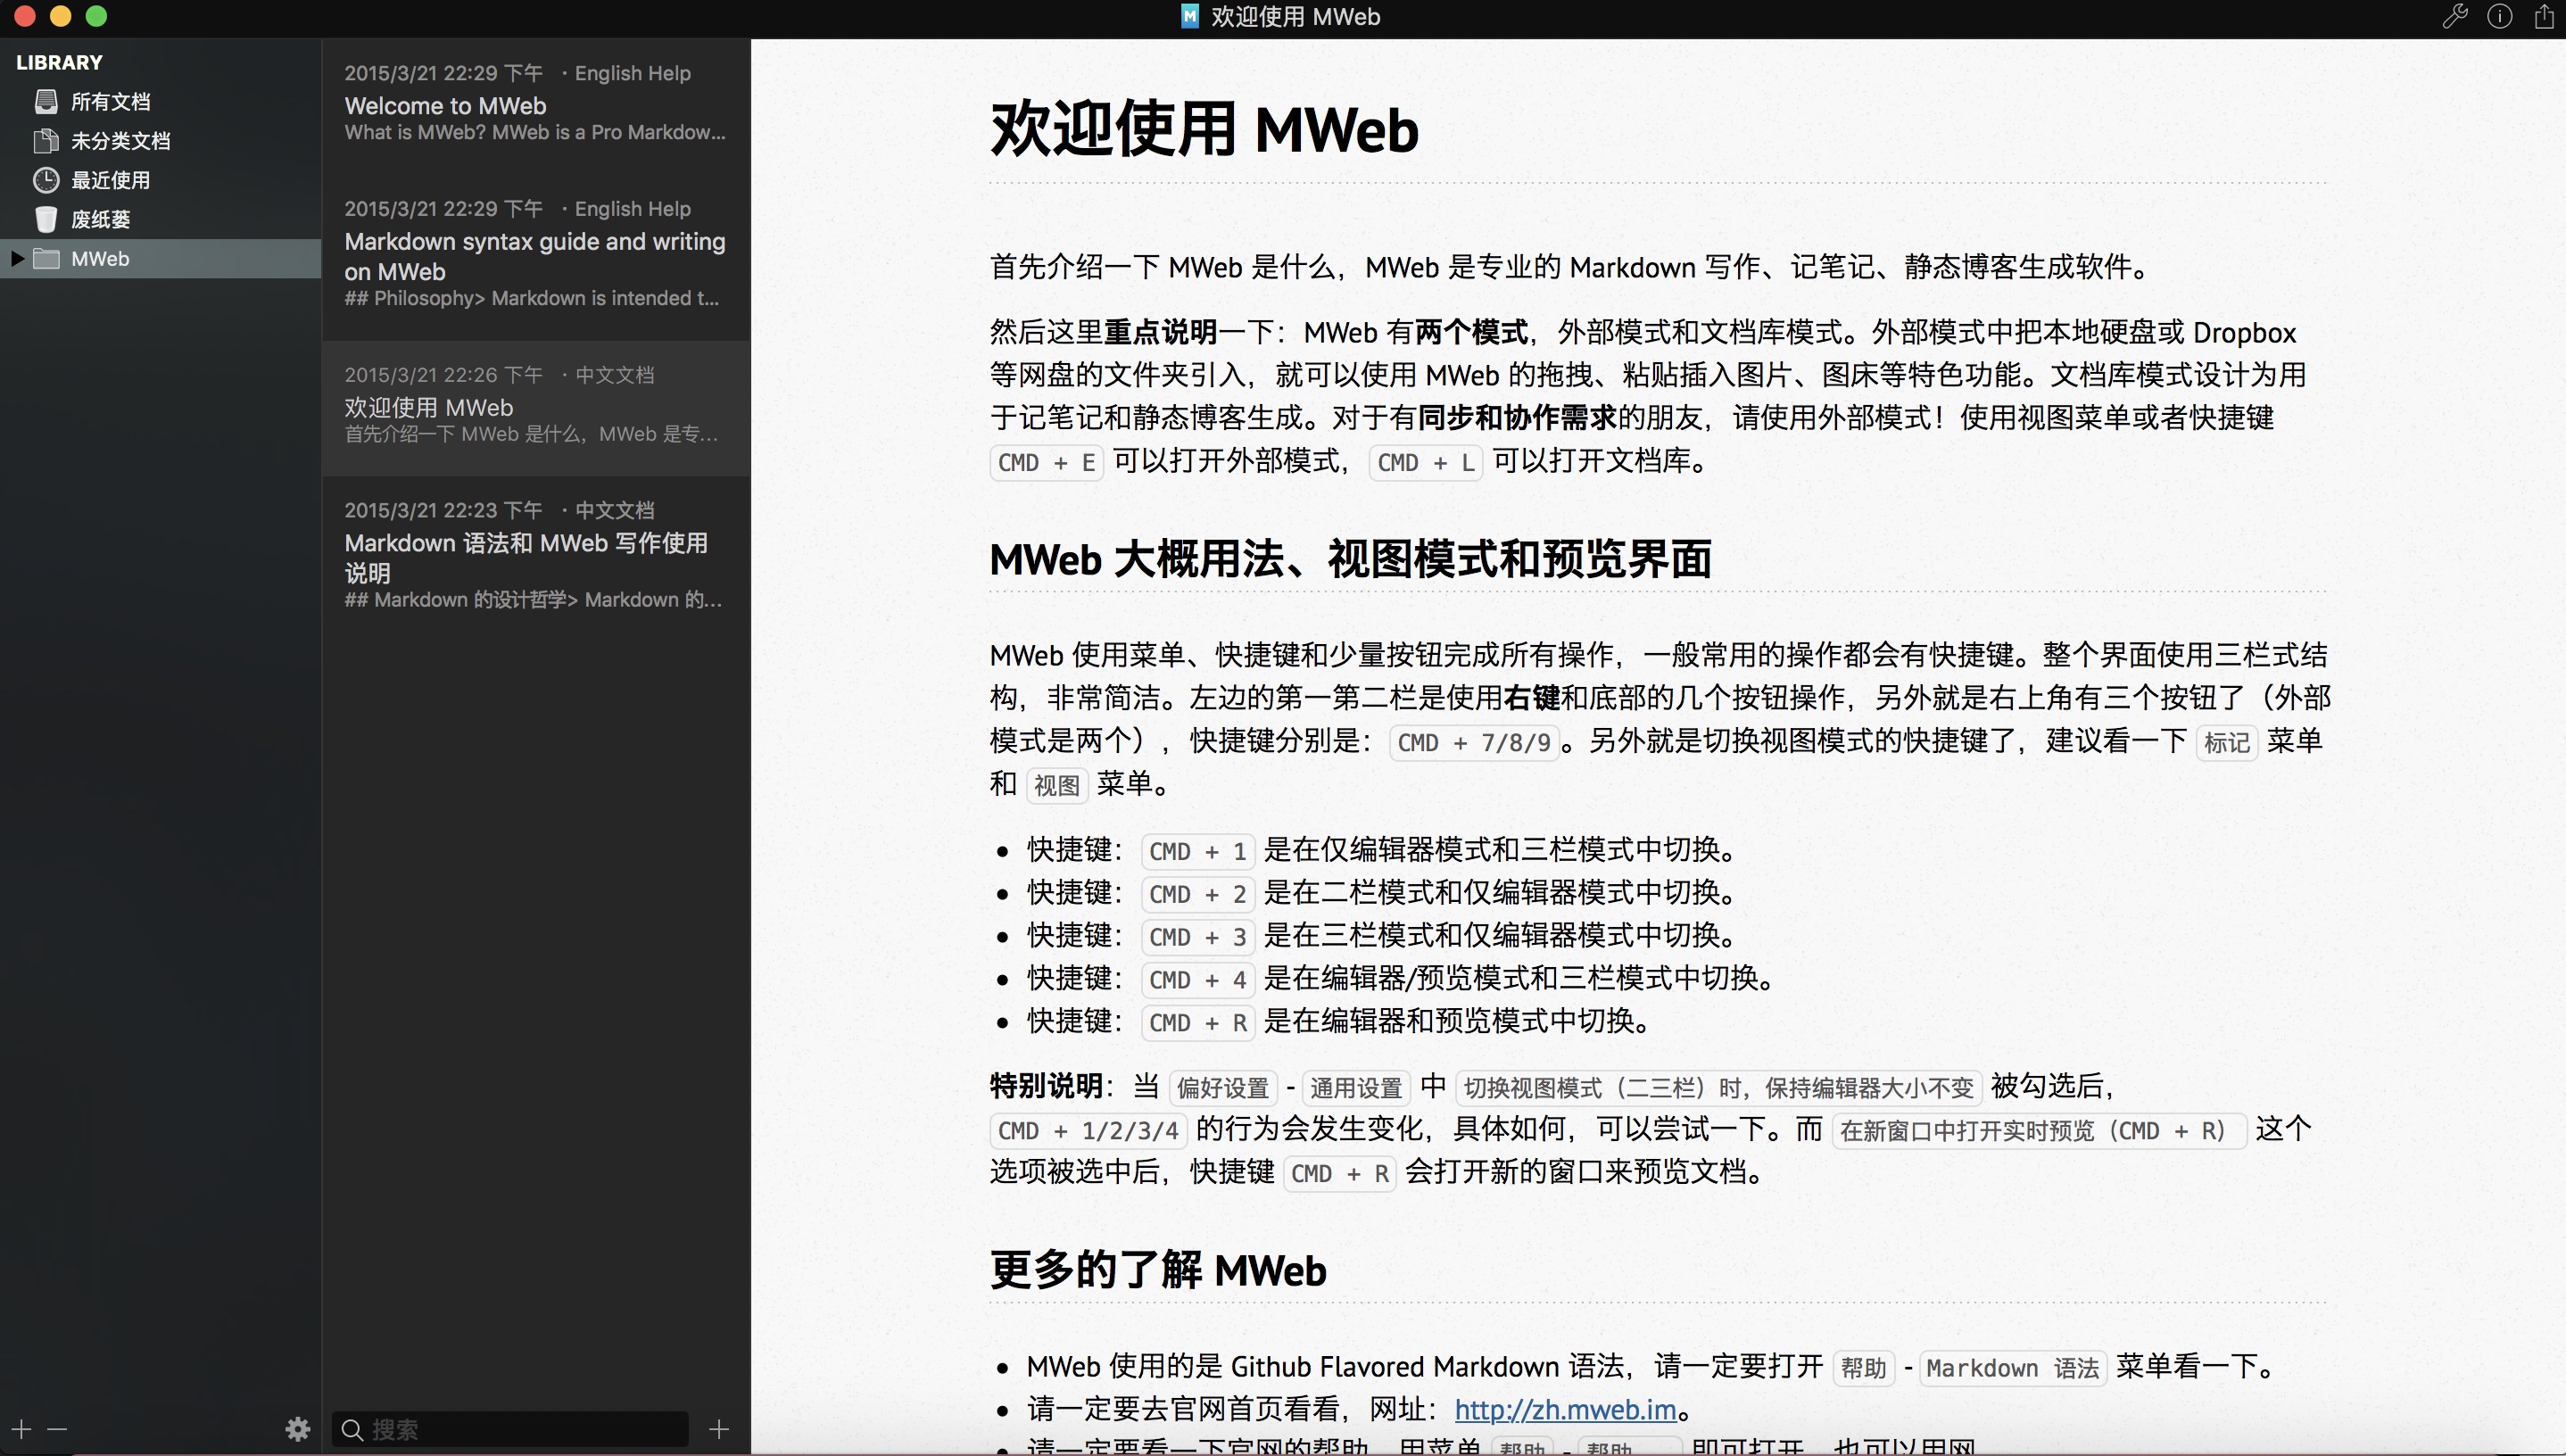 欢迎使用 MWeb
LIBRARY
所有文档
未分类文档
最近使用
废纸篓
MWeb
2015/3/21 22:29 下午 · English Help
Welcome to MWeb
What is MWeb? MWeb is a Pro Markdow...
2015/3/21 22:29 下午 · English Help
Markdown syntax guide and writing
on MWeb
## Philosophy> Markdown is intended t...
2015/3/21 22:26 下午 · 中文文档
欢迎使用 MWeb
首先介绍一下 MWeb 是什么，MWeb 是专...
2015/3/21 22:23 下午 · 中文文档
Markdown 语法和 MWeb 写作使用
说明
## Markdown 的设计哲学> Markdown 的...
搜索
欢迎使用 MWeb
首先介绍一下 MWeb 是什么，MWeb 是专业的 Markdown 写作、记笔记、静态博客生成软件。
然后这里重点说明一下：MWeb 有两个模式，外部模式和文档库模式。外部模式中把本地硬盘或 Dropbox
等网盘的文件夹引入，就可以使用 MWeb 的拖拽、粘贴插入图片、图床等特色功能。文档库模式设计为用
于记笔记和静态博客生成。对于有同步和协作需求的朋友，请使用外部模式！使用视图菜单或者快捷键
CMD + E 可以打开外部模式， CMD + L 可以打开文档库。
MWeb 大概用法、视图模式和预览界面
MWeb 使用菜单、快捷键和少量按钮完成所有操作，一般常用的操作都会有快捷键。整个界面使用三栏式结
构，非常简洁。左边的第一第二栏是使用右键和底部的几个按钮操作，另外就是右上角有三个按钮了（外部
模式是两个），快捷键分别是： CMD + 7/8/9 。另外就是切换视图模式的快捷键了，建议看一下 标记 菜单
和 视图 菜单。
• 快捷键： CMD + 1 是在仅编辑器模式和三栏模式中切换。
• 快捷键： CMD + 2 是在二栏模式和仅编辑器模式中切换。
• 快捷键： CMD + 3 是在三栏模式和仅编辑器模式中切换。
• 快捷键： CMD + 4 是在编辑器/预览模式和三栏模式中切换。
• 快捷键： CMD + R 是在编辑器和预览模式中切换。
特别说明：当 偏好设置 - 通用设置 中 切换视图模式（二三栏）时，保持编辑器大小不变 被勾选后，
CMD + 1/2/3/4 的行为会发生变化，具体如何，可以尝试一下。而 在新窗口中打开实时预览（CMD + R） 这个
选项被选中后，快捷键 CMD + R 会打开新的窗口来预览文档。
更多的了解 MWeb
• MWeb 使用的是 Github Flavored Markdown 语法，请一定要打开 帮助 - Markdown 语法 菜单看一下。
• 请一定要去官网首页看看，网址：http://zh.mweb.im。
• 请一定要看一下官网的帮助，用菜单 帮助 - 帮助 即可打开，也可以用网